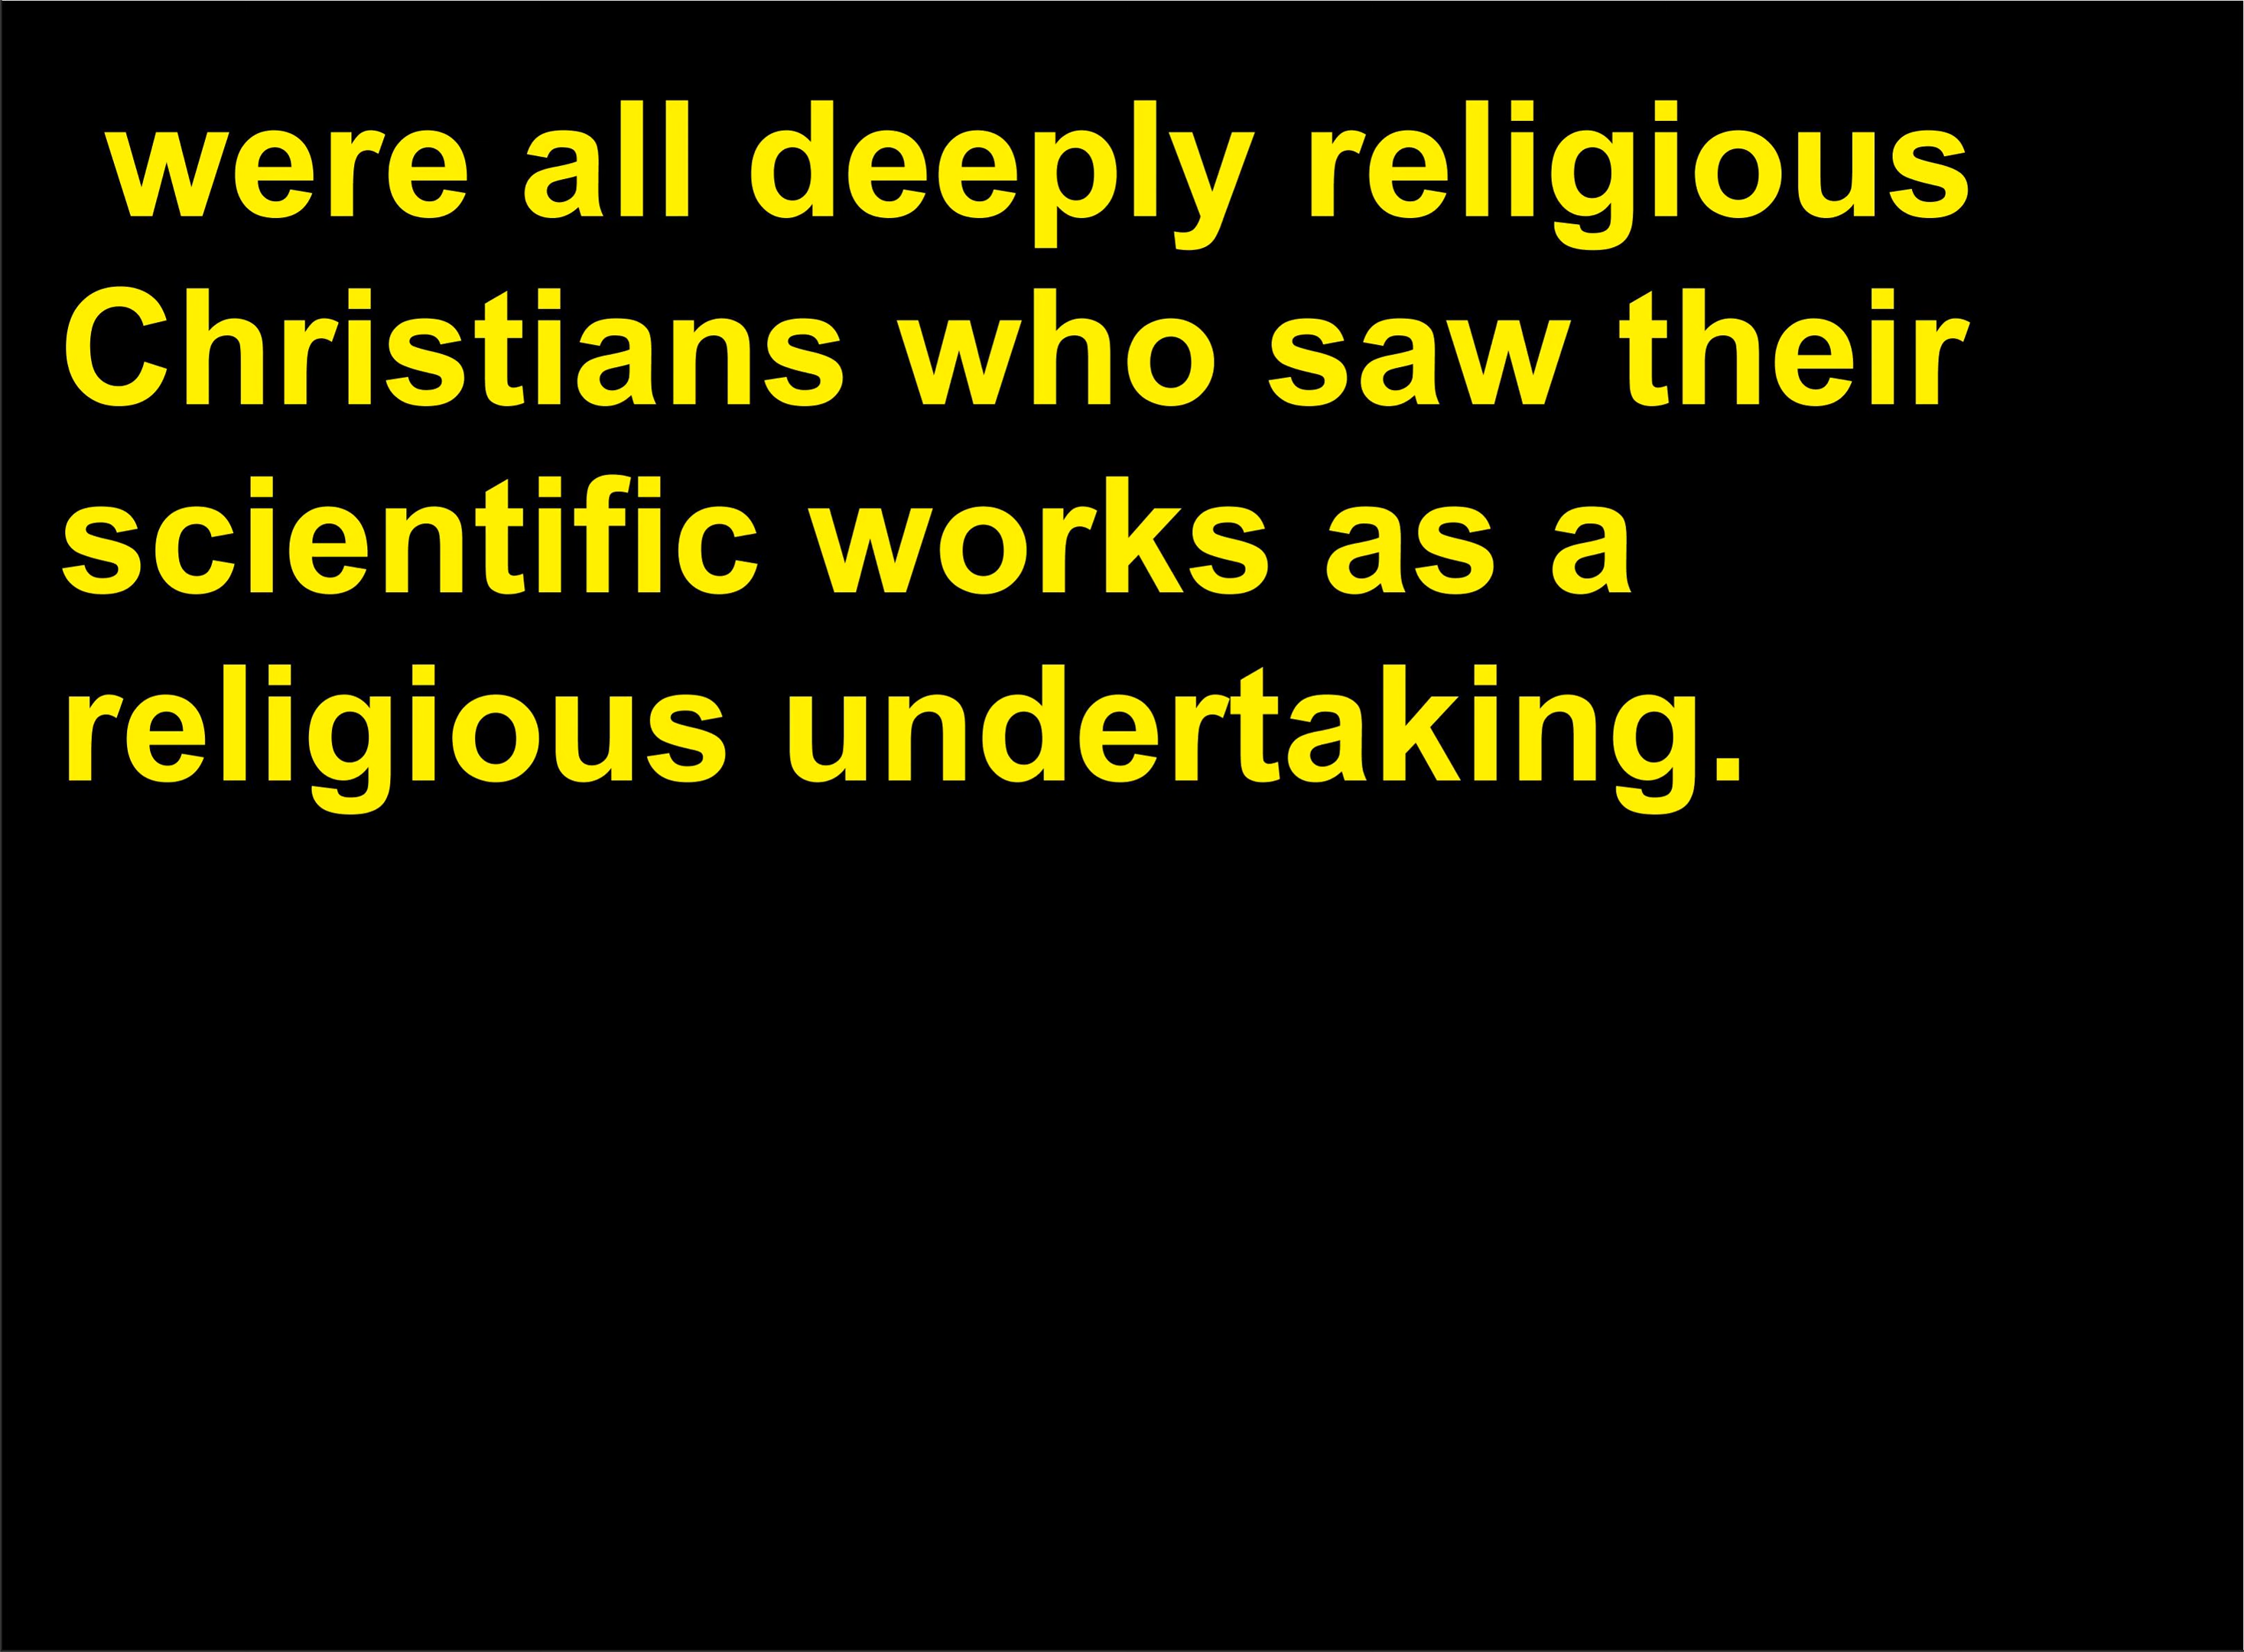 were all deeply religious
Christians who saw their
scientific works as a
religious undertaking.